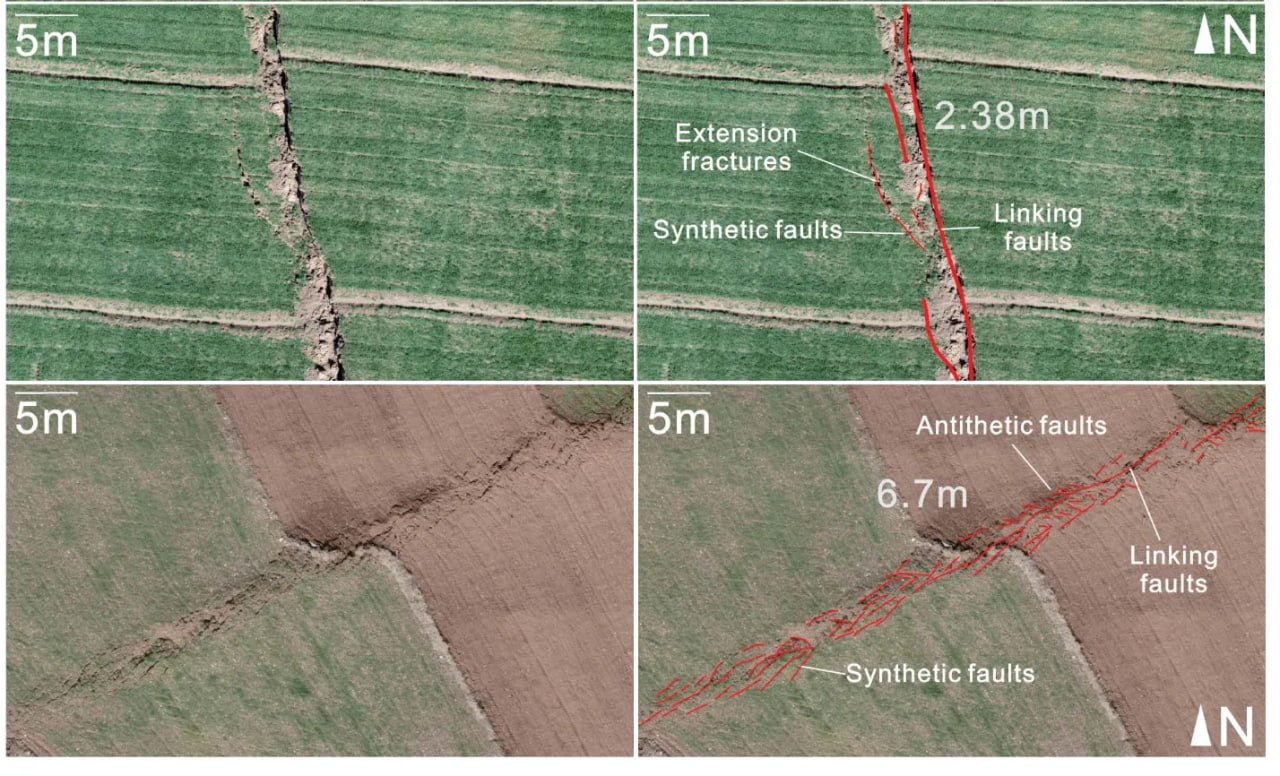 5m
5m
N
2.38m
Extension
fractures
Synthetic faults
Linking
faults
5m
5m
Antithetic faults
6.7m
Linking
faults
Synthetic faults
N